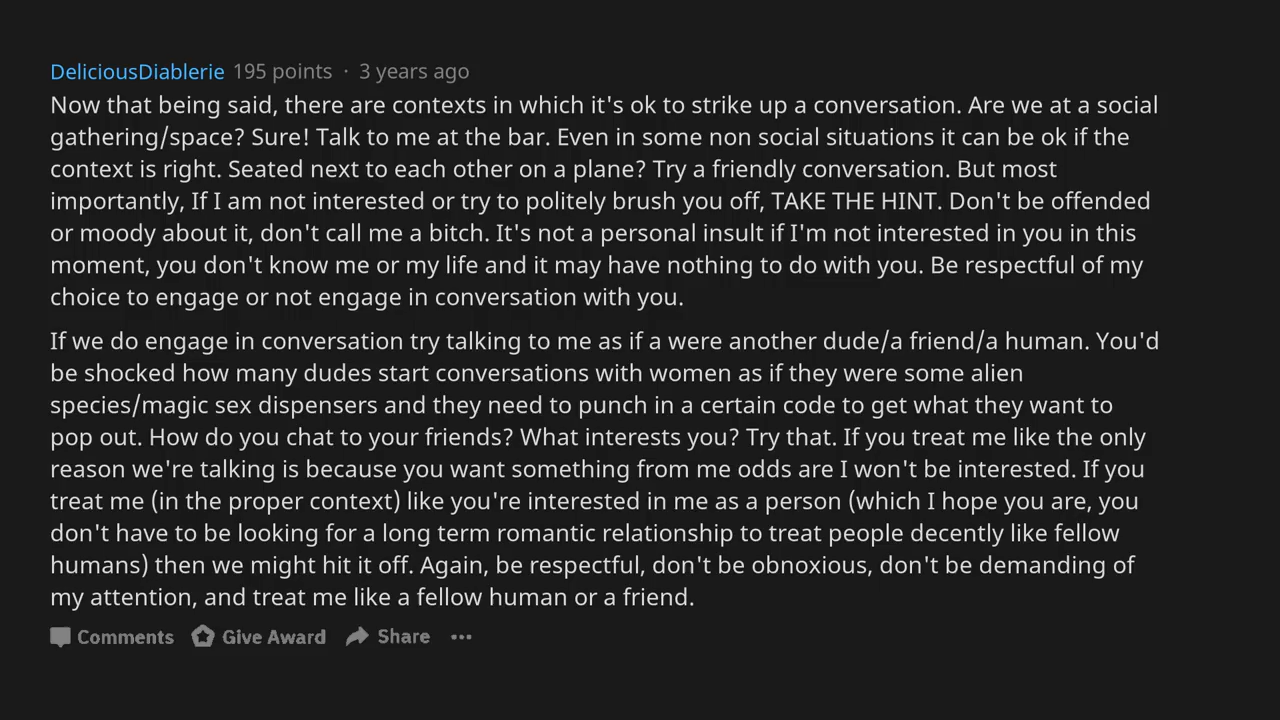 DeliciousDiablerie 195 points · 3 years ago
Now that being said, there are contexts in which it's ok to strike up a conversation. Are we at a social
gathering/space? Sure! Talk to me at the bar. Even in some non social situations it can be ok if the
context is right. Seated next to each other on a plane? Try a friendly conversation. But most
importantly, If I am not interested or try to politely brush you off, TAKE THE HINT. Don't be offended
or moody about it, don't call me a bitch. It's not a personal insult if I'm not interested in you in this
moment, you don't know me or my life and it may have nothing to do with you. Be respectful of my
choice to engage or not engage in conversation with you.
If we do engage in conversation try talking to me as if a were another dude/a friend/a human. You'd
be shocked how many dudes start conversations with women as if they were some alien
species/magic sex dispensers and they need to punch in a certain code to get what they want to
pop out. How do you chat to your friends? What interests you? Try that. If you treat me like the only
reason we're talking is because you want something from me odds are I won't be interested. If you
treat me (in the proper context) like you're interested in me as a person (which I hope you are, you
don't have to be looking for a long term romantic relationship to treat people decently like fellow
humans) then we might hit it off. Again, be respectful, don't be obnoxious, don't be demanding of
my attention, and treat me like a fellow human or a friend.
Comments Give Award Share ···